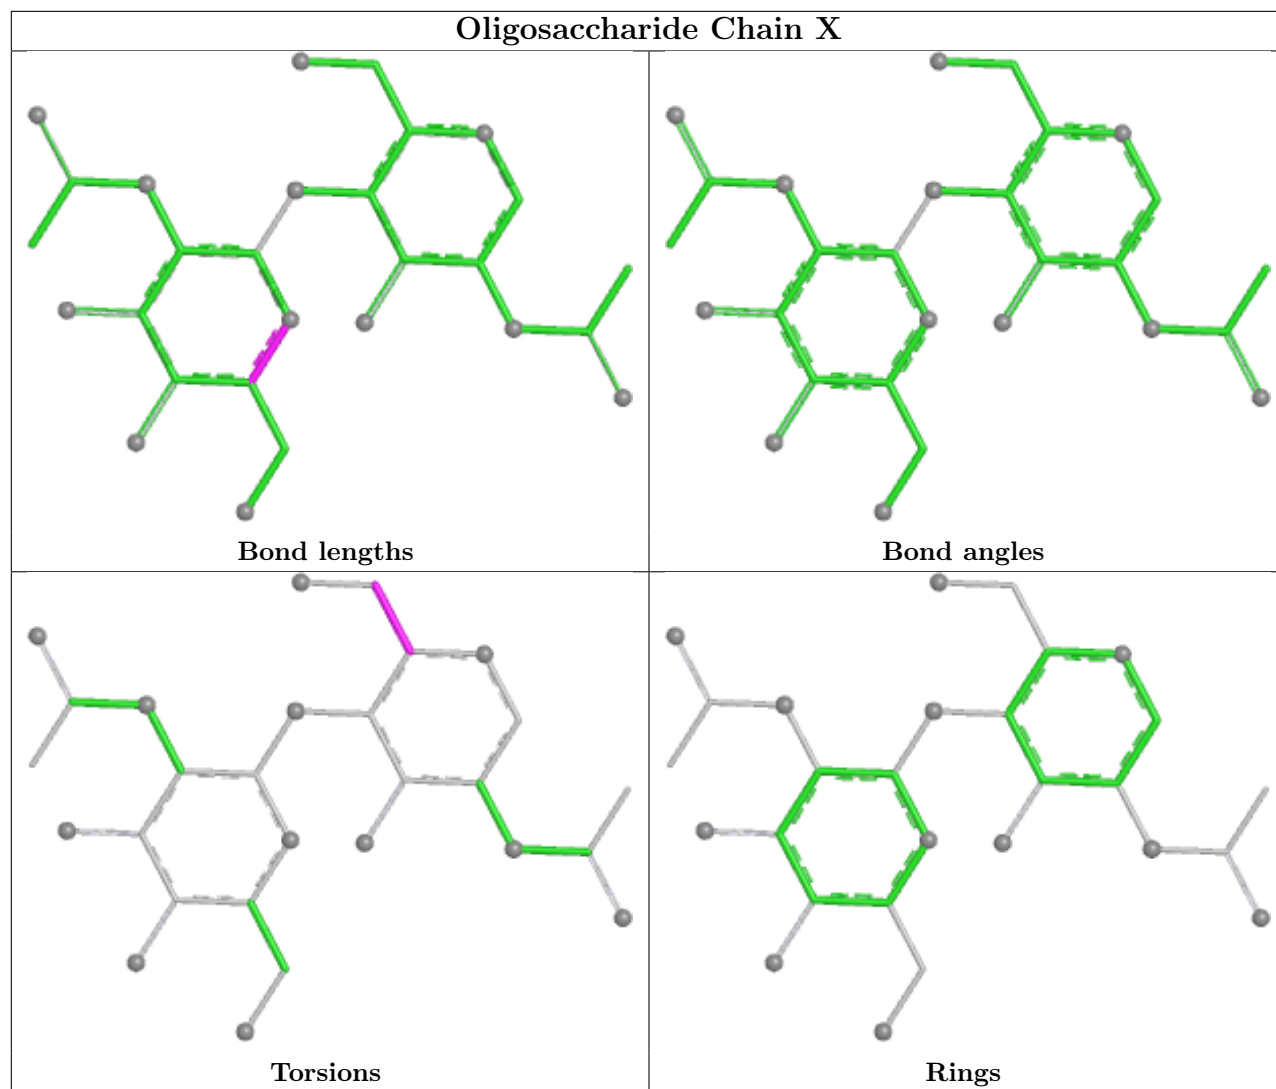 Oligosaccharide Chain X
Bond lengths
Bond angles
Torsions
Rings